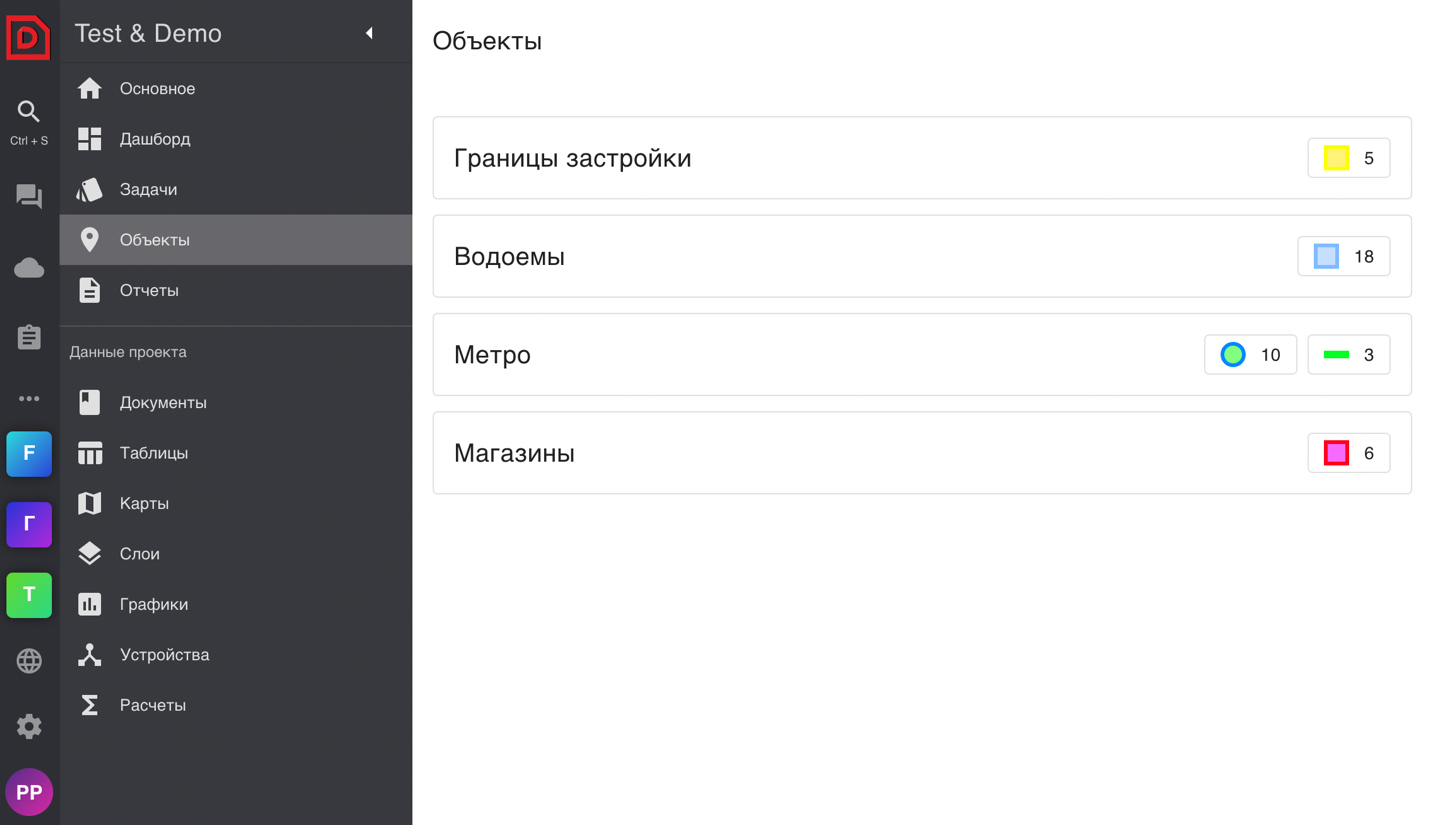 D
Ctrl + S
F
Г
T
PP
Test & Demo
Основное
Дашборд
Задачи
Объекты
Отчеты
Данные проекта
Документы
Таблицы
Карты
Слои
Графики
Устройства
Расчеты
Объекты
Границы застройки
5
Водоемы
18
Метро
10
3
Магазины
6